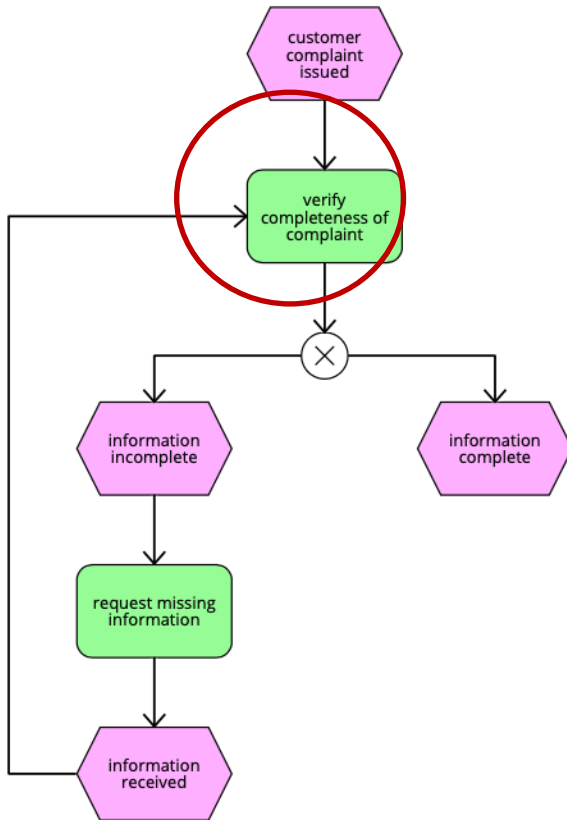 customer
complaint
issued
verify
completeness of
complaint
information
incomplete
information
complete
request missing
information
information
received